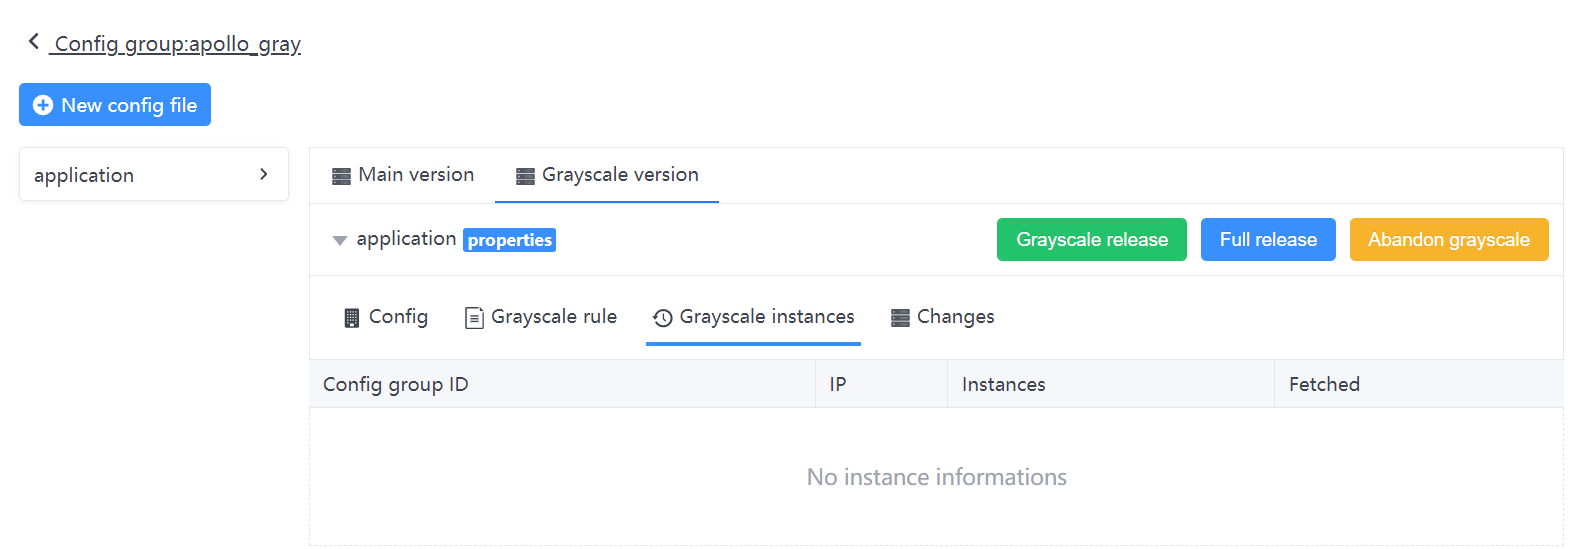 Config group:apollo_gray
New config file
application
Main version Grayscale version
application properties Grayscale release Full release Abandon grayscale
Config Grayscale rule Grayscale instances Changes
Config group ID IP Instances Fetched
No instance informations